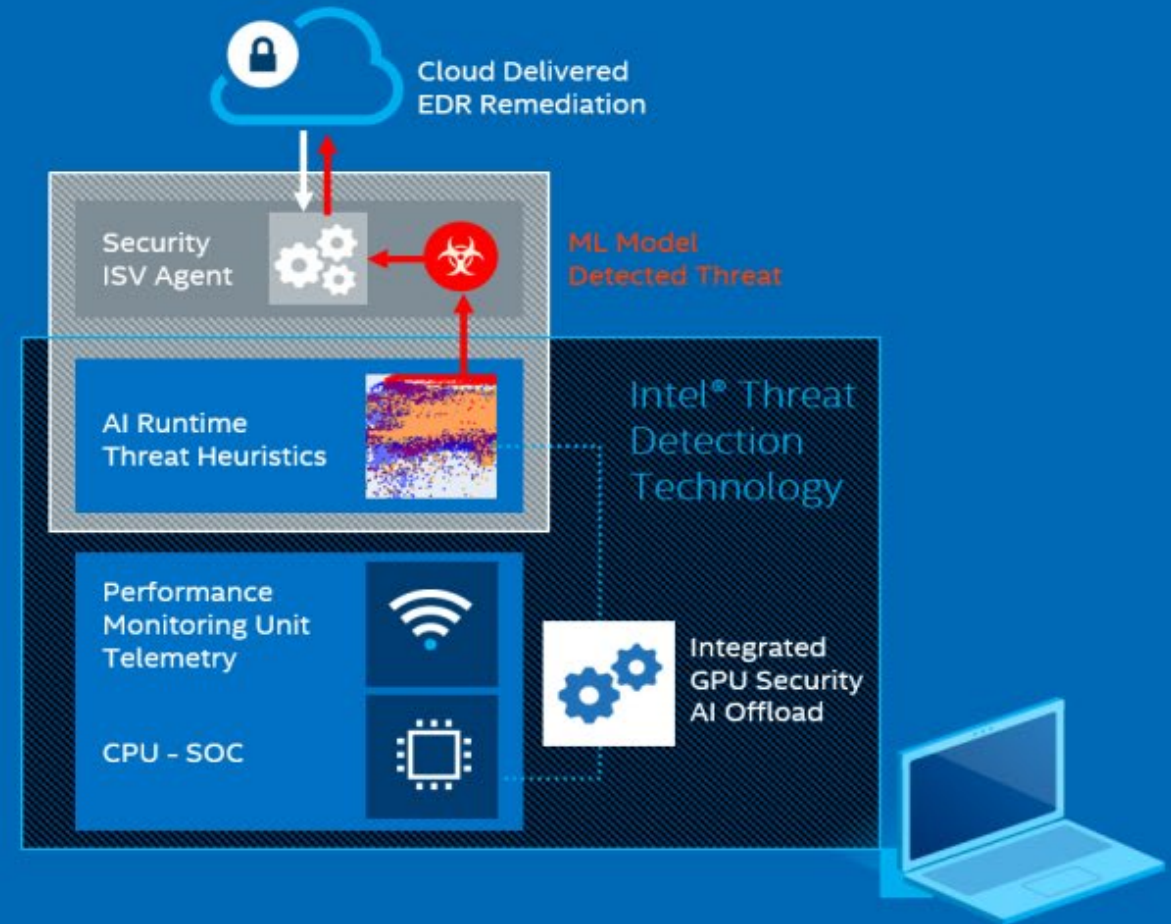 Cloud Delivered
EDR Remediation
Security
ISV Agent
ML Model
Detected Threat
AI Runtime
Threat Heuristics
Intel® Threat
Detection
Technology
Performance
Monitoring Unit
Telemetry
Integrated
GPU Security
AI Offload
CPU – SOC